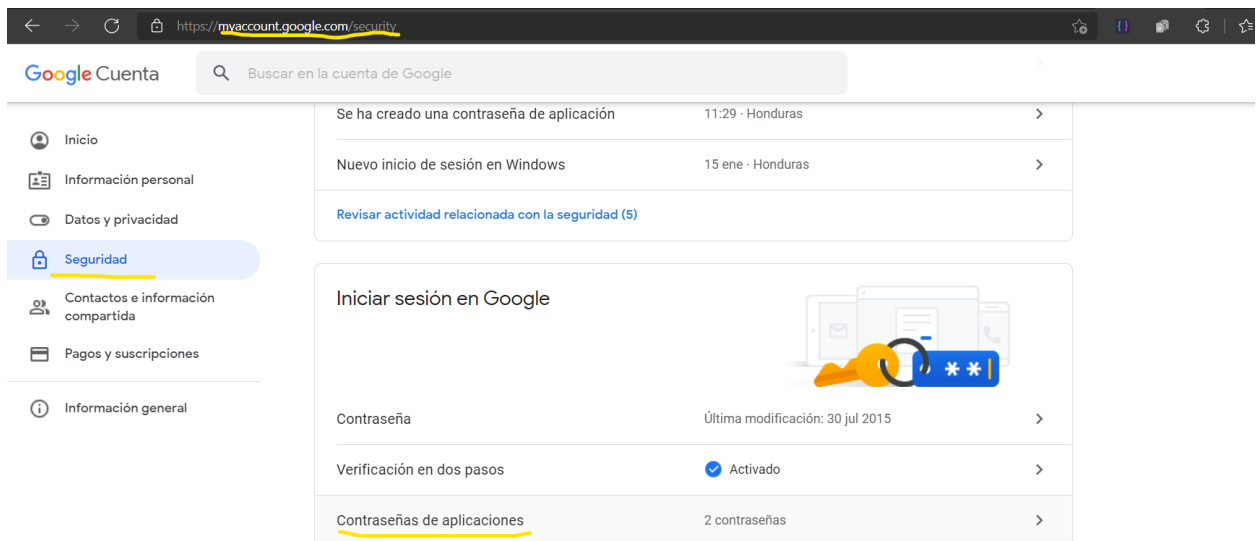 https://myaccount.google.com/security
Google Cuenta
Buscar en la cuenta de Google
Inicio
Información personal
Datos y privacidad
Seguridad
Contactos e información
compartida
Pagos y suscripciones
Información general
Se ha creado una contraseña de aplicación 11:29 · Honduras
Nuevo inicio de sesión en Windows 15 ene · Honduras
Revisar actividad relacionada con la seguridad (5)
Iniciar sesión en Google
**
Contraseña Última modificación: 30 jul 2015
Verificación en dos pasos Activado
Contraseñas de aplicaciones 2 contraseñas